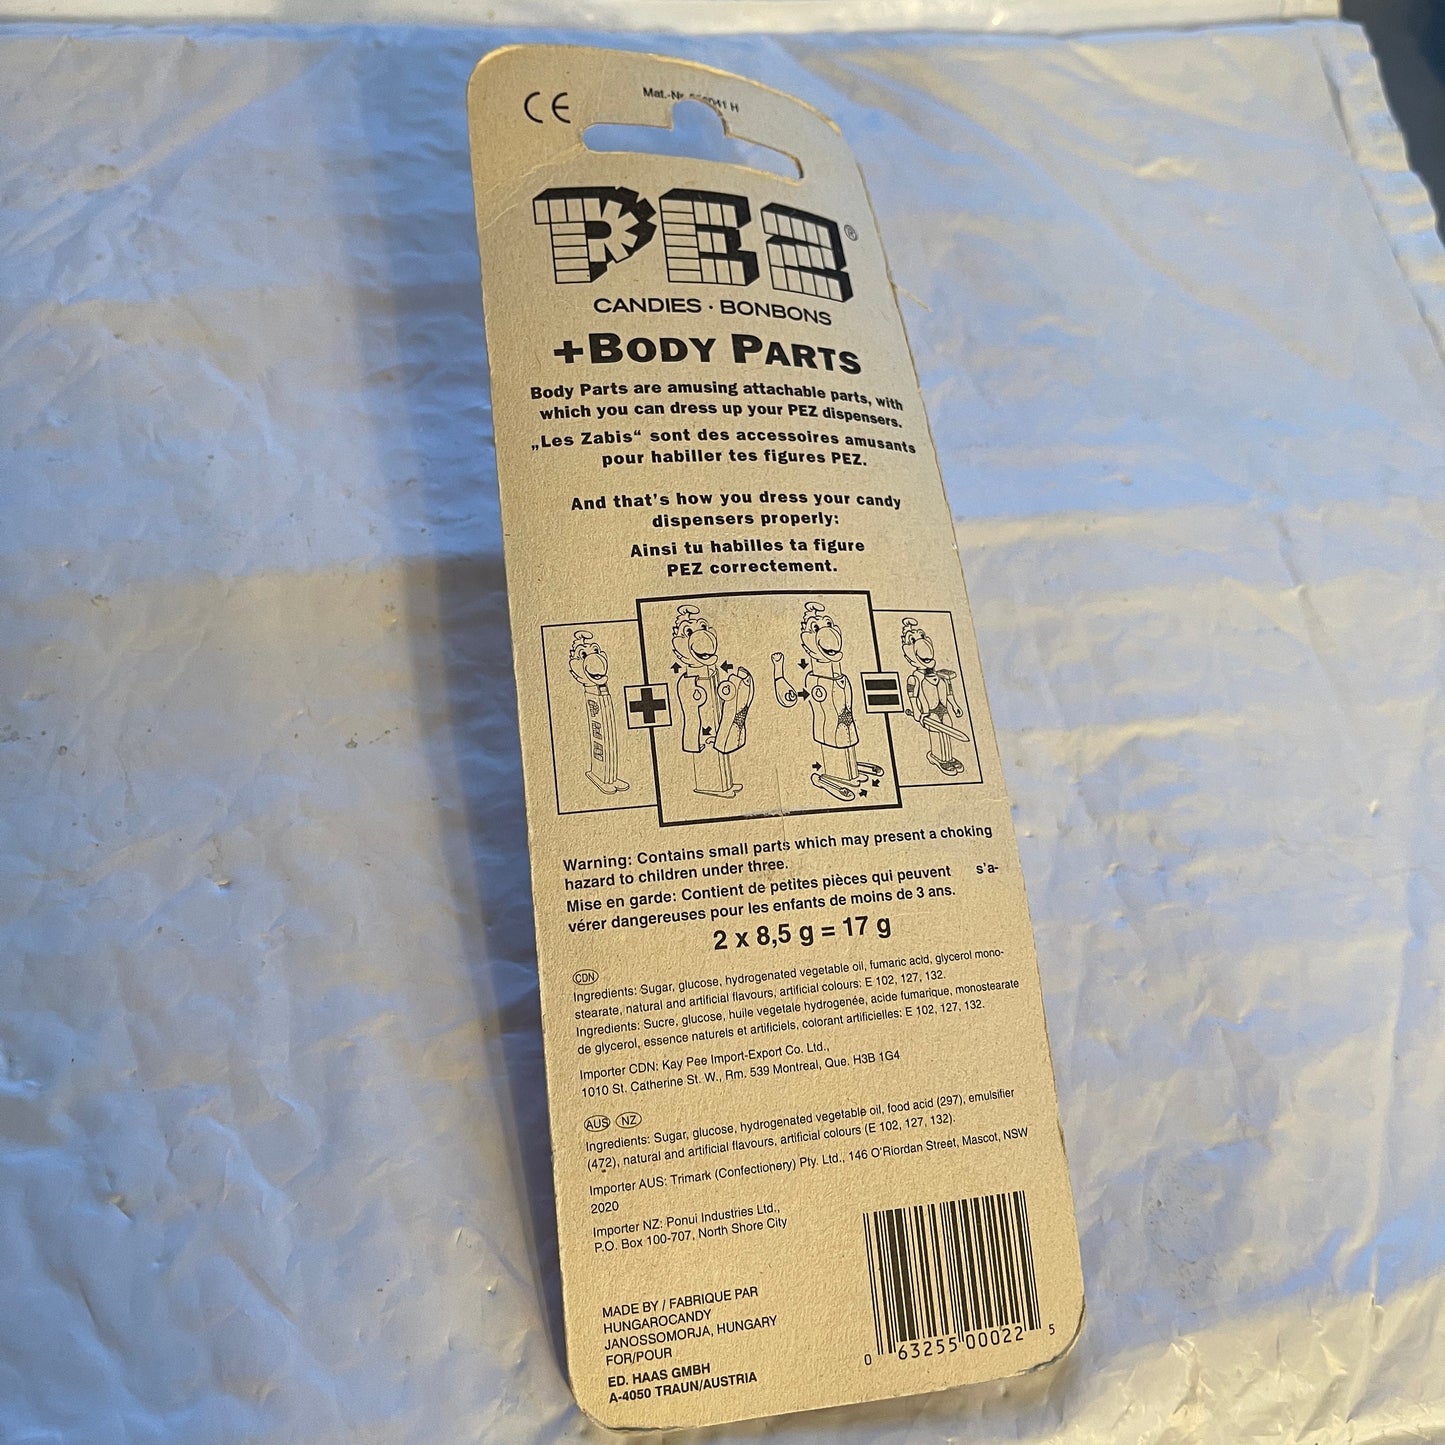 CE
Mat.-Nr. H
PEZ®
CANDIES · BONBONS
+BODY PARTS
Body Parts are amusing attachable parts, with
which you can dress up your PEZ dispensers.
„Les Zabis“ sont des accessoires amusants
pour habiller tes figures PEZ.
And that's how you dress your candy
dispensers properly:
Ainsi tu habilles ta figure
PEZ correctement.
+ =
Warning: Contains small parts which may present a choking
hazard to children under three.
Mise en garde: Contient de petites pièces qui peuvent s'a-
vérer dangereuses pour les enfants de moins de 3 ans.
2 x 8,5 g = 17 g
CDN
Ingredients: Sugar, glucose, hydrogenated vegetable oil, fumaric acid, glycerol mono-
stearate, natural and artificial flavours, artificial colours: E 102, 127, 132.
Ingredients: Sucre, glucose, huile vegetale hydrogenée, acide fumarique, monostearate
de glycerol, essence naturels et artificiels, colorant artificielles: E 102, 127, 132.
Importer CDN: Kay Pee Import-Export Co. Ltd.,
1010 St. Catherine St. W., Rm. 539 Montreal, Que. H3B 1G4
AUS NZ
Ingredients: Sugar, glucose, hydrogenated vegetable oil, food acid (297), emulsifier
(472), natural and artificial flavours, artificial colours (E 102, 127, 132).
Importer AUS: Trimark (Confectionery) Pty. Ltd., 146 O'Riordan Street, Mascot, NSW
2020
Importer NZ: Ponui Industries Ltd.,
P.O. Box 100-707, North Shore City
MADE BY / FABRIQUE PAR
HUNGAROCANDY
JANOSSOMORJA, HUNGARY
FOR/POUR
ED. HAAS GMBH
A-4050 TRAUN/AUSTRIA
0 63255 00022 5